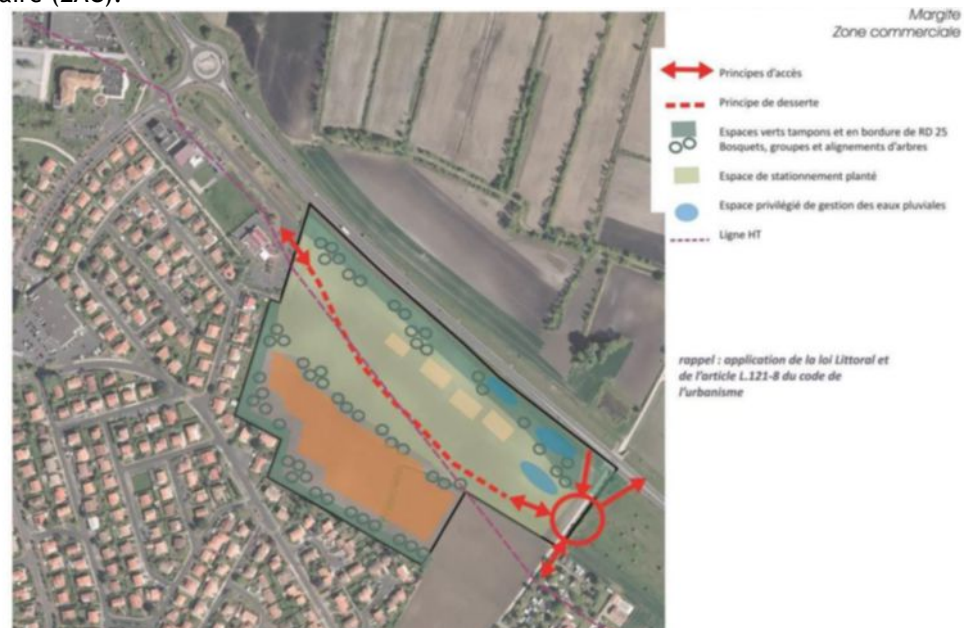 aire (ZAC).
Margite
Zone commerciale
Principes d'accès
Principe de desserte
Espaces verts tampons et en bordure de RD 25
Bosquets, groupes et alignements d'arbres
Espace de stationnement planté
Espace privilégié de gestion des eaux pluviales
Ligne HT
rappel : application de la loi Littoral et
de l'article L.121-8 du code de
l'urbanisme